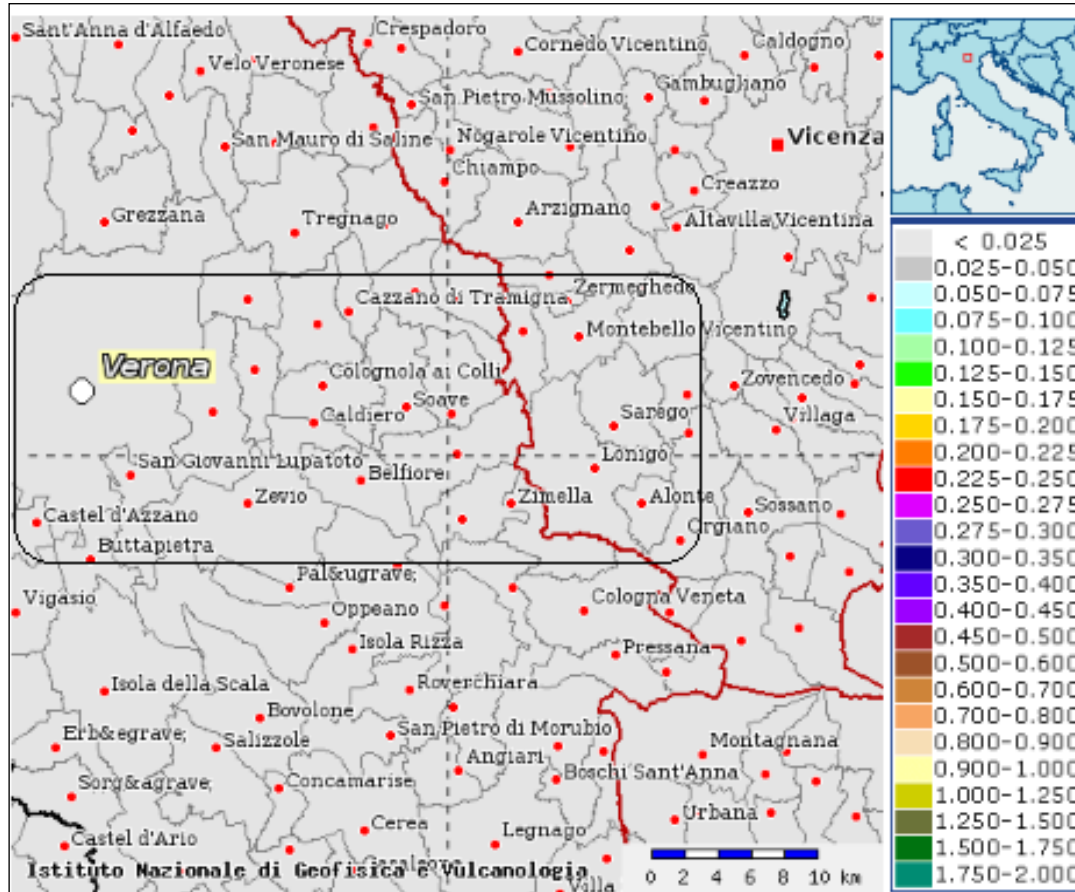 Sant'Anna d'Alfaedo
Crespadoro
Cornedo Vicentino
Caldogno
Velo Veronese
Gambugliano
San Pietro Mussolino
San Mauro di Saline
Nogarole Vicentino
Vicenza
Chiampo
Creazzo
Grezzana
Tregnago
Arzignano
Altavilla Vicentina
Cazzano di Tramigna
Zermeghedo
Montebello Vicentino
Verona
Colognola ai Colli
Zovencedo
Soave
Caldiero
Sarego
Villaga
San Giovanni Lupatoto
Belfiore
Lonigo
Zevio
Zimella
Alonte
Sossano
Castel d'Azzano
Orgiano
Buttapietra
Pal&ugrave;
Vigasio
Oppeano
Cologna Veneta
Isola Rizza
Pressana
Isola della Scala
Roverchiara
Bovolone
Erb&egrave;
Salizzole
San Pietro di Morubio
Montagnana
Angiari
Boschi Sant'Anna
Sorg&agrave;
Concamarise
Urbana
Castel d'Ario
Cerea
Legnago
Istituto Nazionale di Geofisica e Vulcanologia
Villa
0 2 4 6 8 10 km
< 0.025
0.025-0.050
0.050-0.075
0.075-0.100
0.100-0.125
0.125-0.150
0.150-0.175
0.175-0.200
0.200-0.225
0.225-0.250
0.250-0.275
0.275-0.300
0.300-0.350
0.350-0.400
0.400-0.450
0.450-0.500
0.500-0.600
0.600-0.700
0.700-0.800
0.800-0.900
0.900-1.000
1.000-1.250
1.250-1.500
1.500-1.750
1.750-2.000